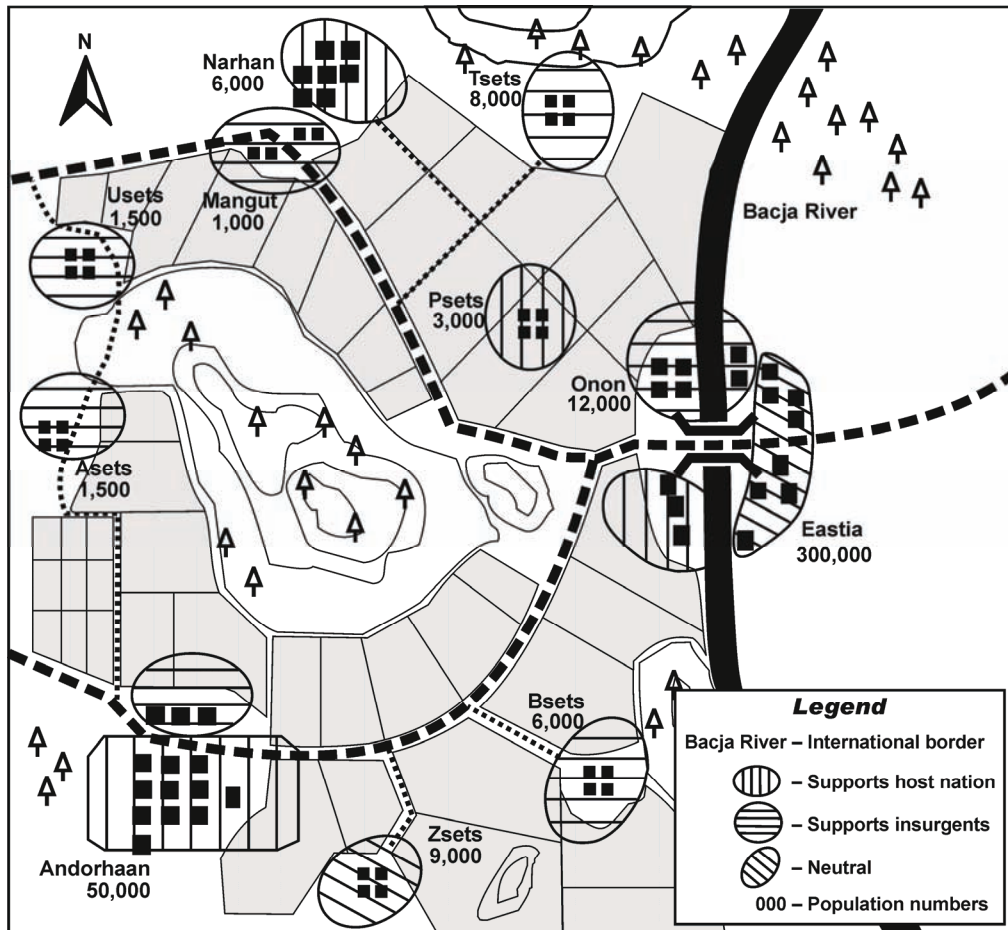 N
Narhan
6,000
Tsets
8,000
Usets
1,500
Mangut
1,000
Bacja River
Psets
3,000
Onon
12,000
Asets
1,500
Eastia
300,000
Bsets
6,000
Zsets
9,000
Andorhaan
50,000
Legend
Bacja River – International border
– Supports host nation
– Supports insurgents
– Neutral
000 – Population numbers